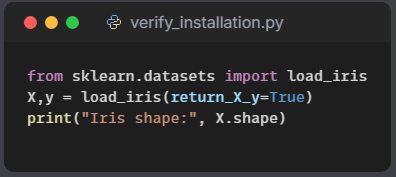 verify_installation.py
from sklearn.datasets import load_iris
X,y = load_iris(return_X_y=True)
print("Iris shape:", X.shape)